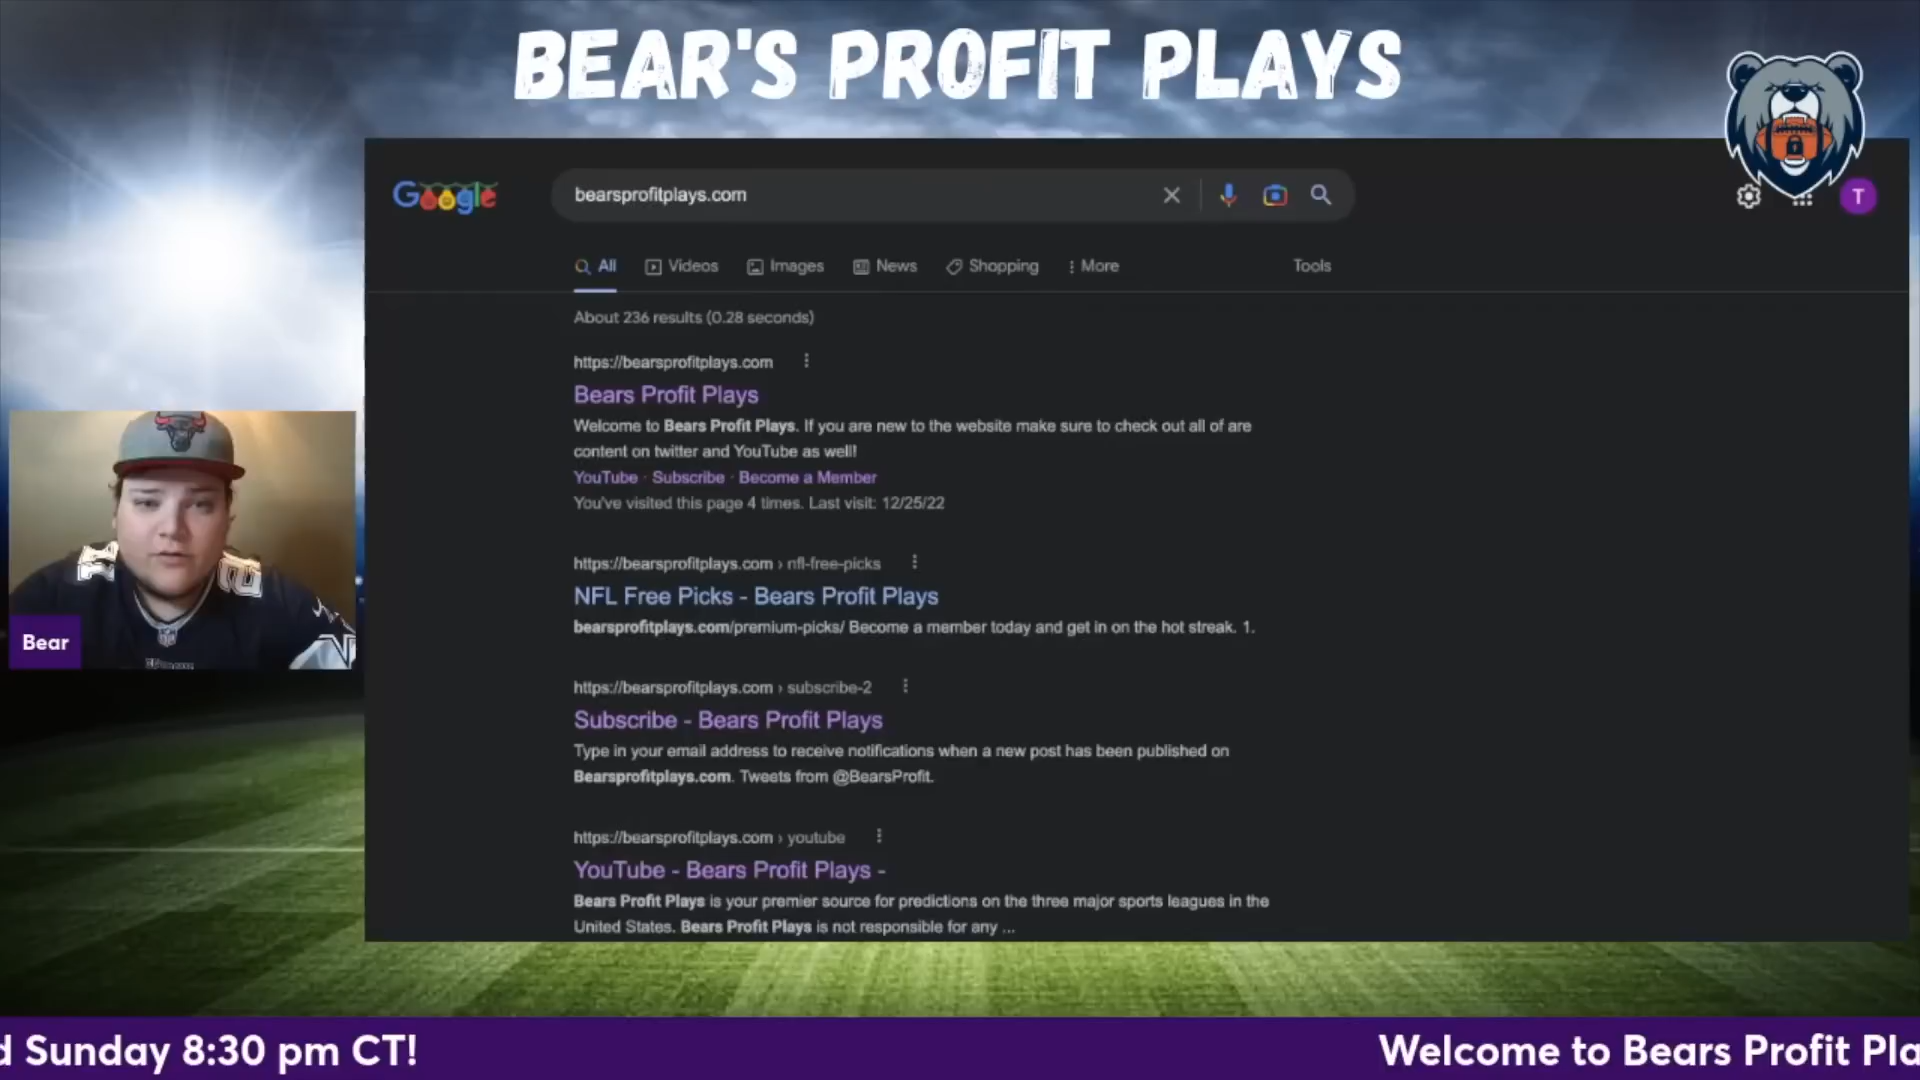 BEAR'S PROFIT PLAYS
Google
bearsprofitplays.com
T
All
Videos
Images
News
Shopping
More
Tools
About 236 results (0.28 seconds)
https://bearsprofitplays.com
Bears Profit Plays
Welcome to Bears Profit Plays. If you are new to the website make sure to check out all of are
content on twitter and YouTube as well!
YouTube · Subscribe · Become a Member
You've visited this page 4 times. Last visit: 12/25/22
https://bearsprofitplays.com › nfl-free-picks
NFL Free Picks - Bears Profit Plays
bearsprofitplays.com/premium-picks/ Become a member today and get in on the hot streak. 1.
https://bearsprofitplays.com › subscribe-2
Subscribe - Bears Profit Plays
Type in your email address to receive notifications when a new post has been published on
Bearsprofitplays.com. Tweets from @BearsProfit.
https://bearsprofitplays.com › youtube
YouTube - Bears Profit Plays -
Bears Profit Plays is your premier source for predictions on the three major sports leagues in the
United States. Bears Profit Plays is not responsible for any ...
Bear
NFL
d Sunday 8:30 pm CT!
Welcome to Bears Profit Pla